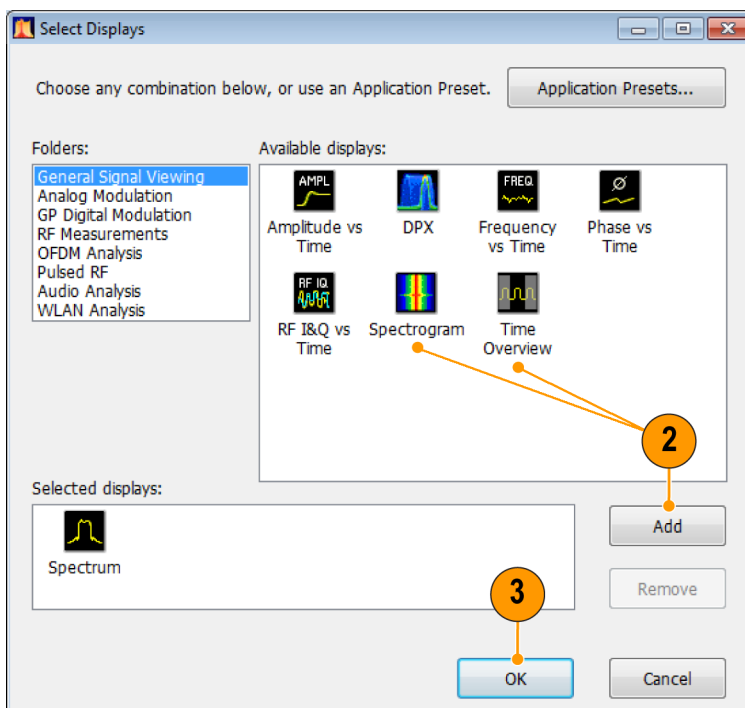 Select Displays
Choose any combination below, or use an Application Preset.
Application Presets...
Folders:
General Signal Viewing
Analog Modulation
GP Digital Modulation
RF Measurements
OFDM Analysis
Pulsed RF
Audio Analysis
WLAN Analysis
Available displays:
AMPL
Amplitude vs
Time
DPX
FREQ
Frequency
vs Time
Ø
Phase vs
Time
RF IQ
RF I&Q vs
Time
Spectrogram
Time
Overview
2
Selected displays:
Spectrum
Add
Remove
3
OK
Cancel